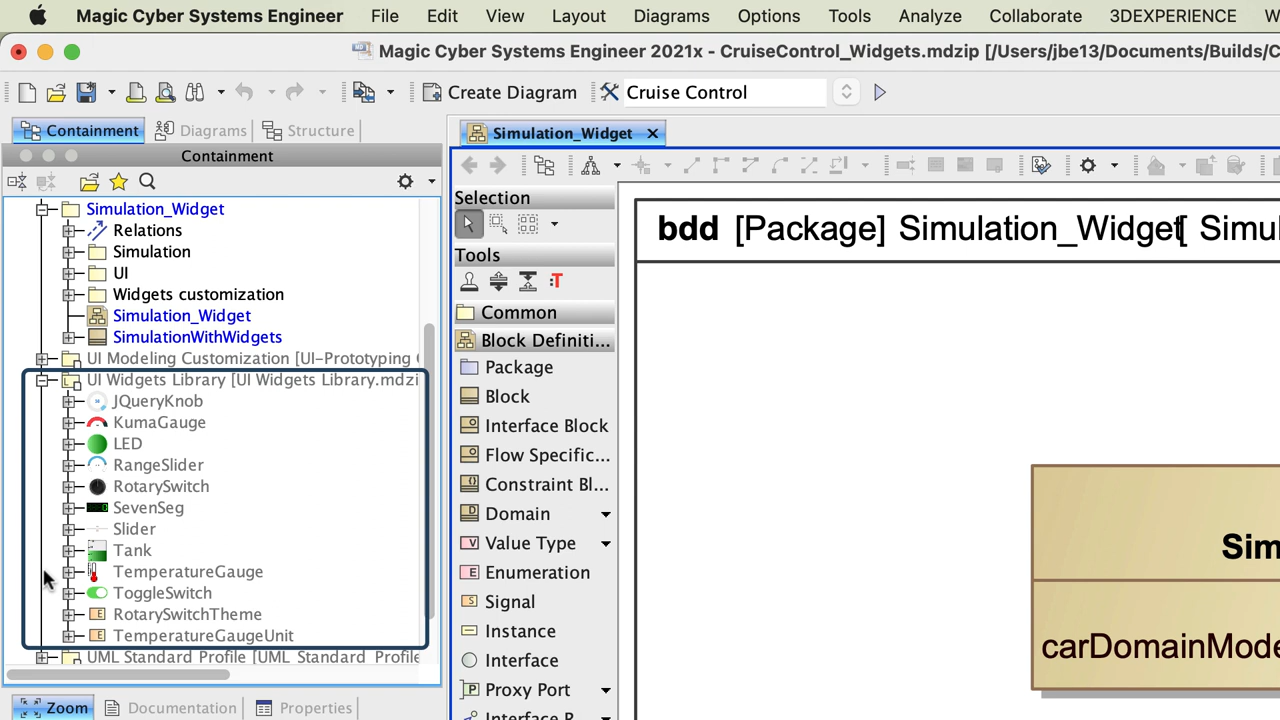 Magic Cyber Systems Engineer File Edit View Layout Diagrams Options Tools Analyze Collaborate 3DEXPERIENCE W
Magic Cyber Systems Engineer 2021x - CruiseControl_Widgets.mdzip [/Users/jbe13/Documents/Builds/C
Create Diagram Cruise Control
Containment Diagrams Structure
Simulation_Widget
Containment
Simulation_Widget
Relations
Simulation
UI
Widgets customization
Simulation_Widget
SimulationWithWidgets
UI Modeling Customization [UI-Prototyping
UI Widgets Library [UI Widgets Library.mdzi
JQueryKnob
KumaGauge
LED
RangeSlider
RotarySwitch
SevenSeg
Slider
Tank
TemperatureGauge
ToggleSwitch
RotarySwitchTheme
TemperatureGaugeUnit
UML Standard Profile [UML Standard Profile
Zoom Documentation Properties
Selection
Tools
Common
Block Definiti...
Package
Block
Interface Block
Flow Specific...
Constraint Bl...
Domain
Value Type
Enumeration
Signal
Instance
Interface
Proxy Port
Interface R
bdd [Package] Simulation_Widget[ Simul
Sim
carDomainMode